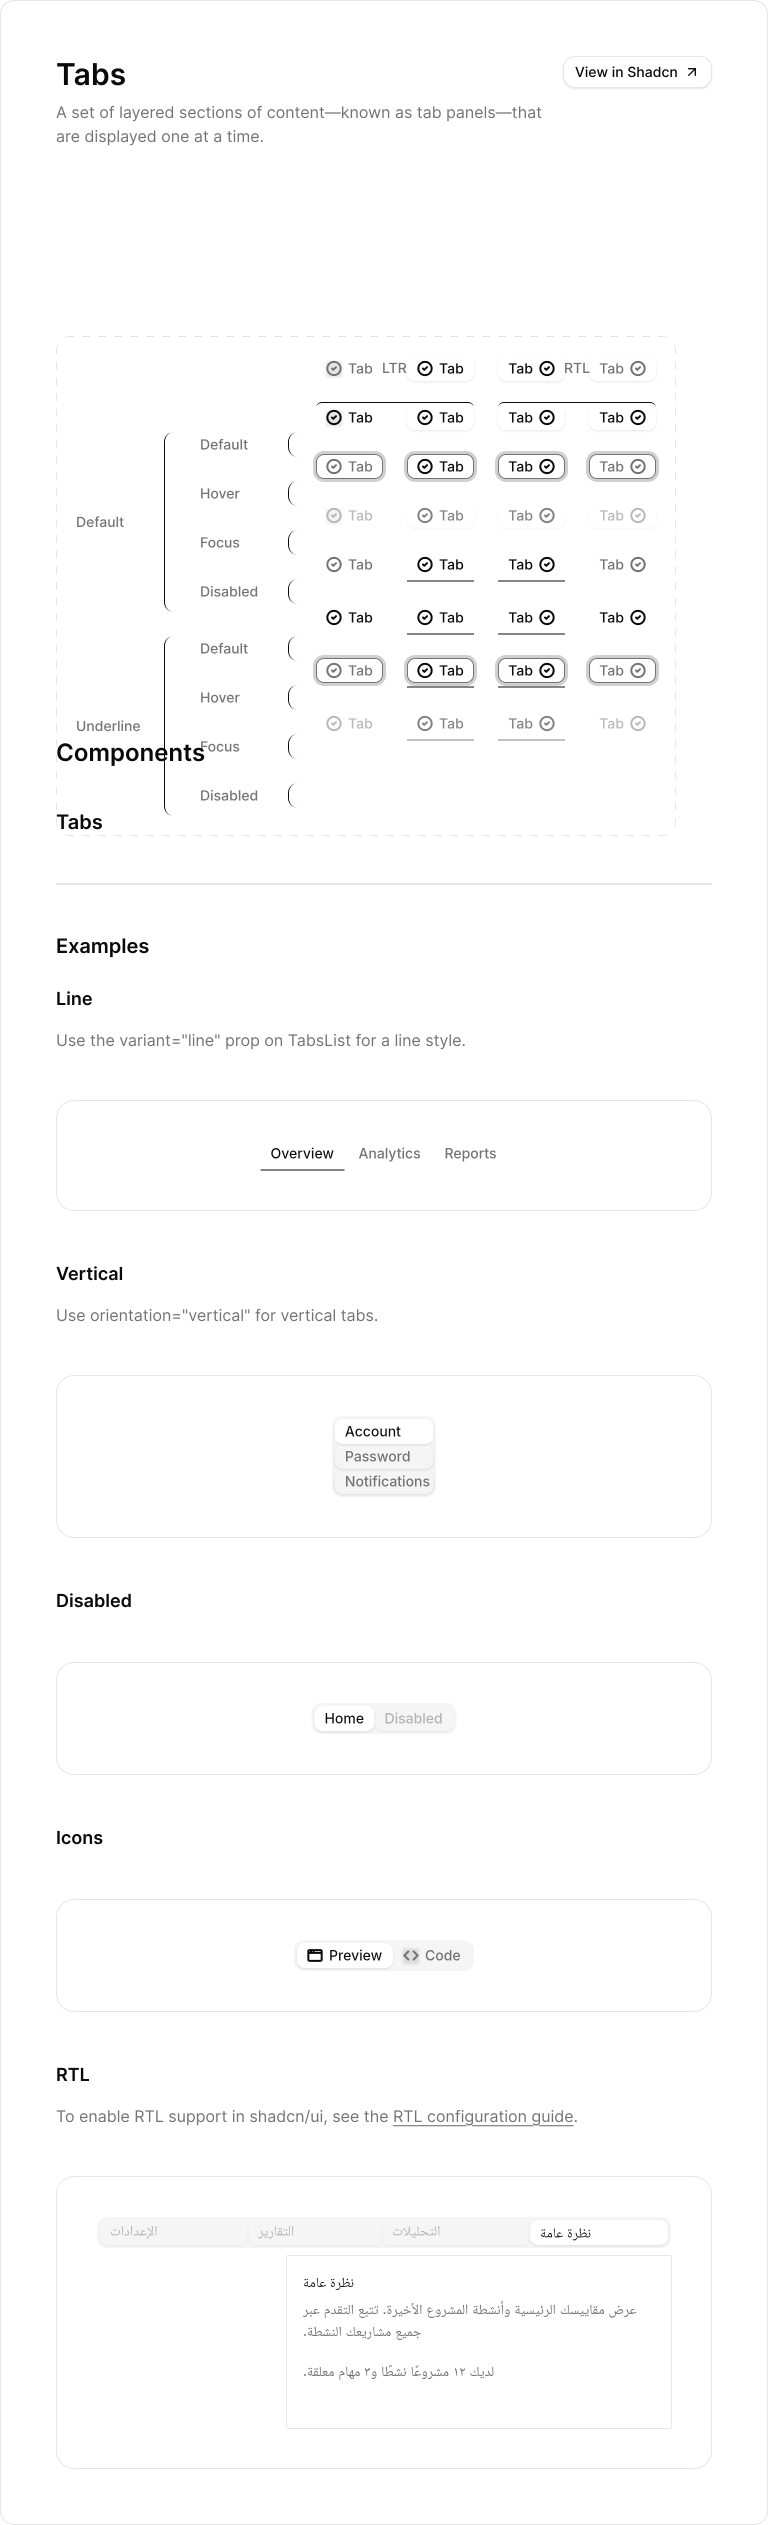 Tabs
View in Shadcn
A set of layered sections of content—known as tab panels—that
are displayed one at a time.
Tab LTR Tab Tab RTL Tab
Tab Tab Tab Tab
Default
Tab Tab Tab Tab
Hover
Tab Tab Tab Tab
Default
Focus
Tab Tab Tab Tab
Disabled
Tab Tab Tab Tab
Default
Tab Tab Tab Tab
Hover
Tab Tab Tab Tab
Underline
Focus
Components
Disabled
Tabs
Examples
Line
Use the variant="line" prop on TabsList for a line style.
Overview Analytics Reports
Vertical
Use orientation="vertical" for vertical tabs.
Account
Password
Notifications
Disabled
Home Disabled
Icons
Preview Code
RTL
To enable RTL support in shadcn/ui, see the RTL configuration guide.
نظرة عامة التحليلات التقارير الإعدادات
نظرة عامة
عرض مقاييسك الرئيسية وأنشطة المشروع الأخيرة. تتبع التقدم عبر
جميع مشاريعك النشطة.
لديك ١٢ مشروعًا نشطًا و٣ مهام معلقة.